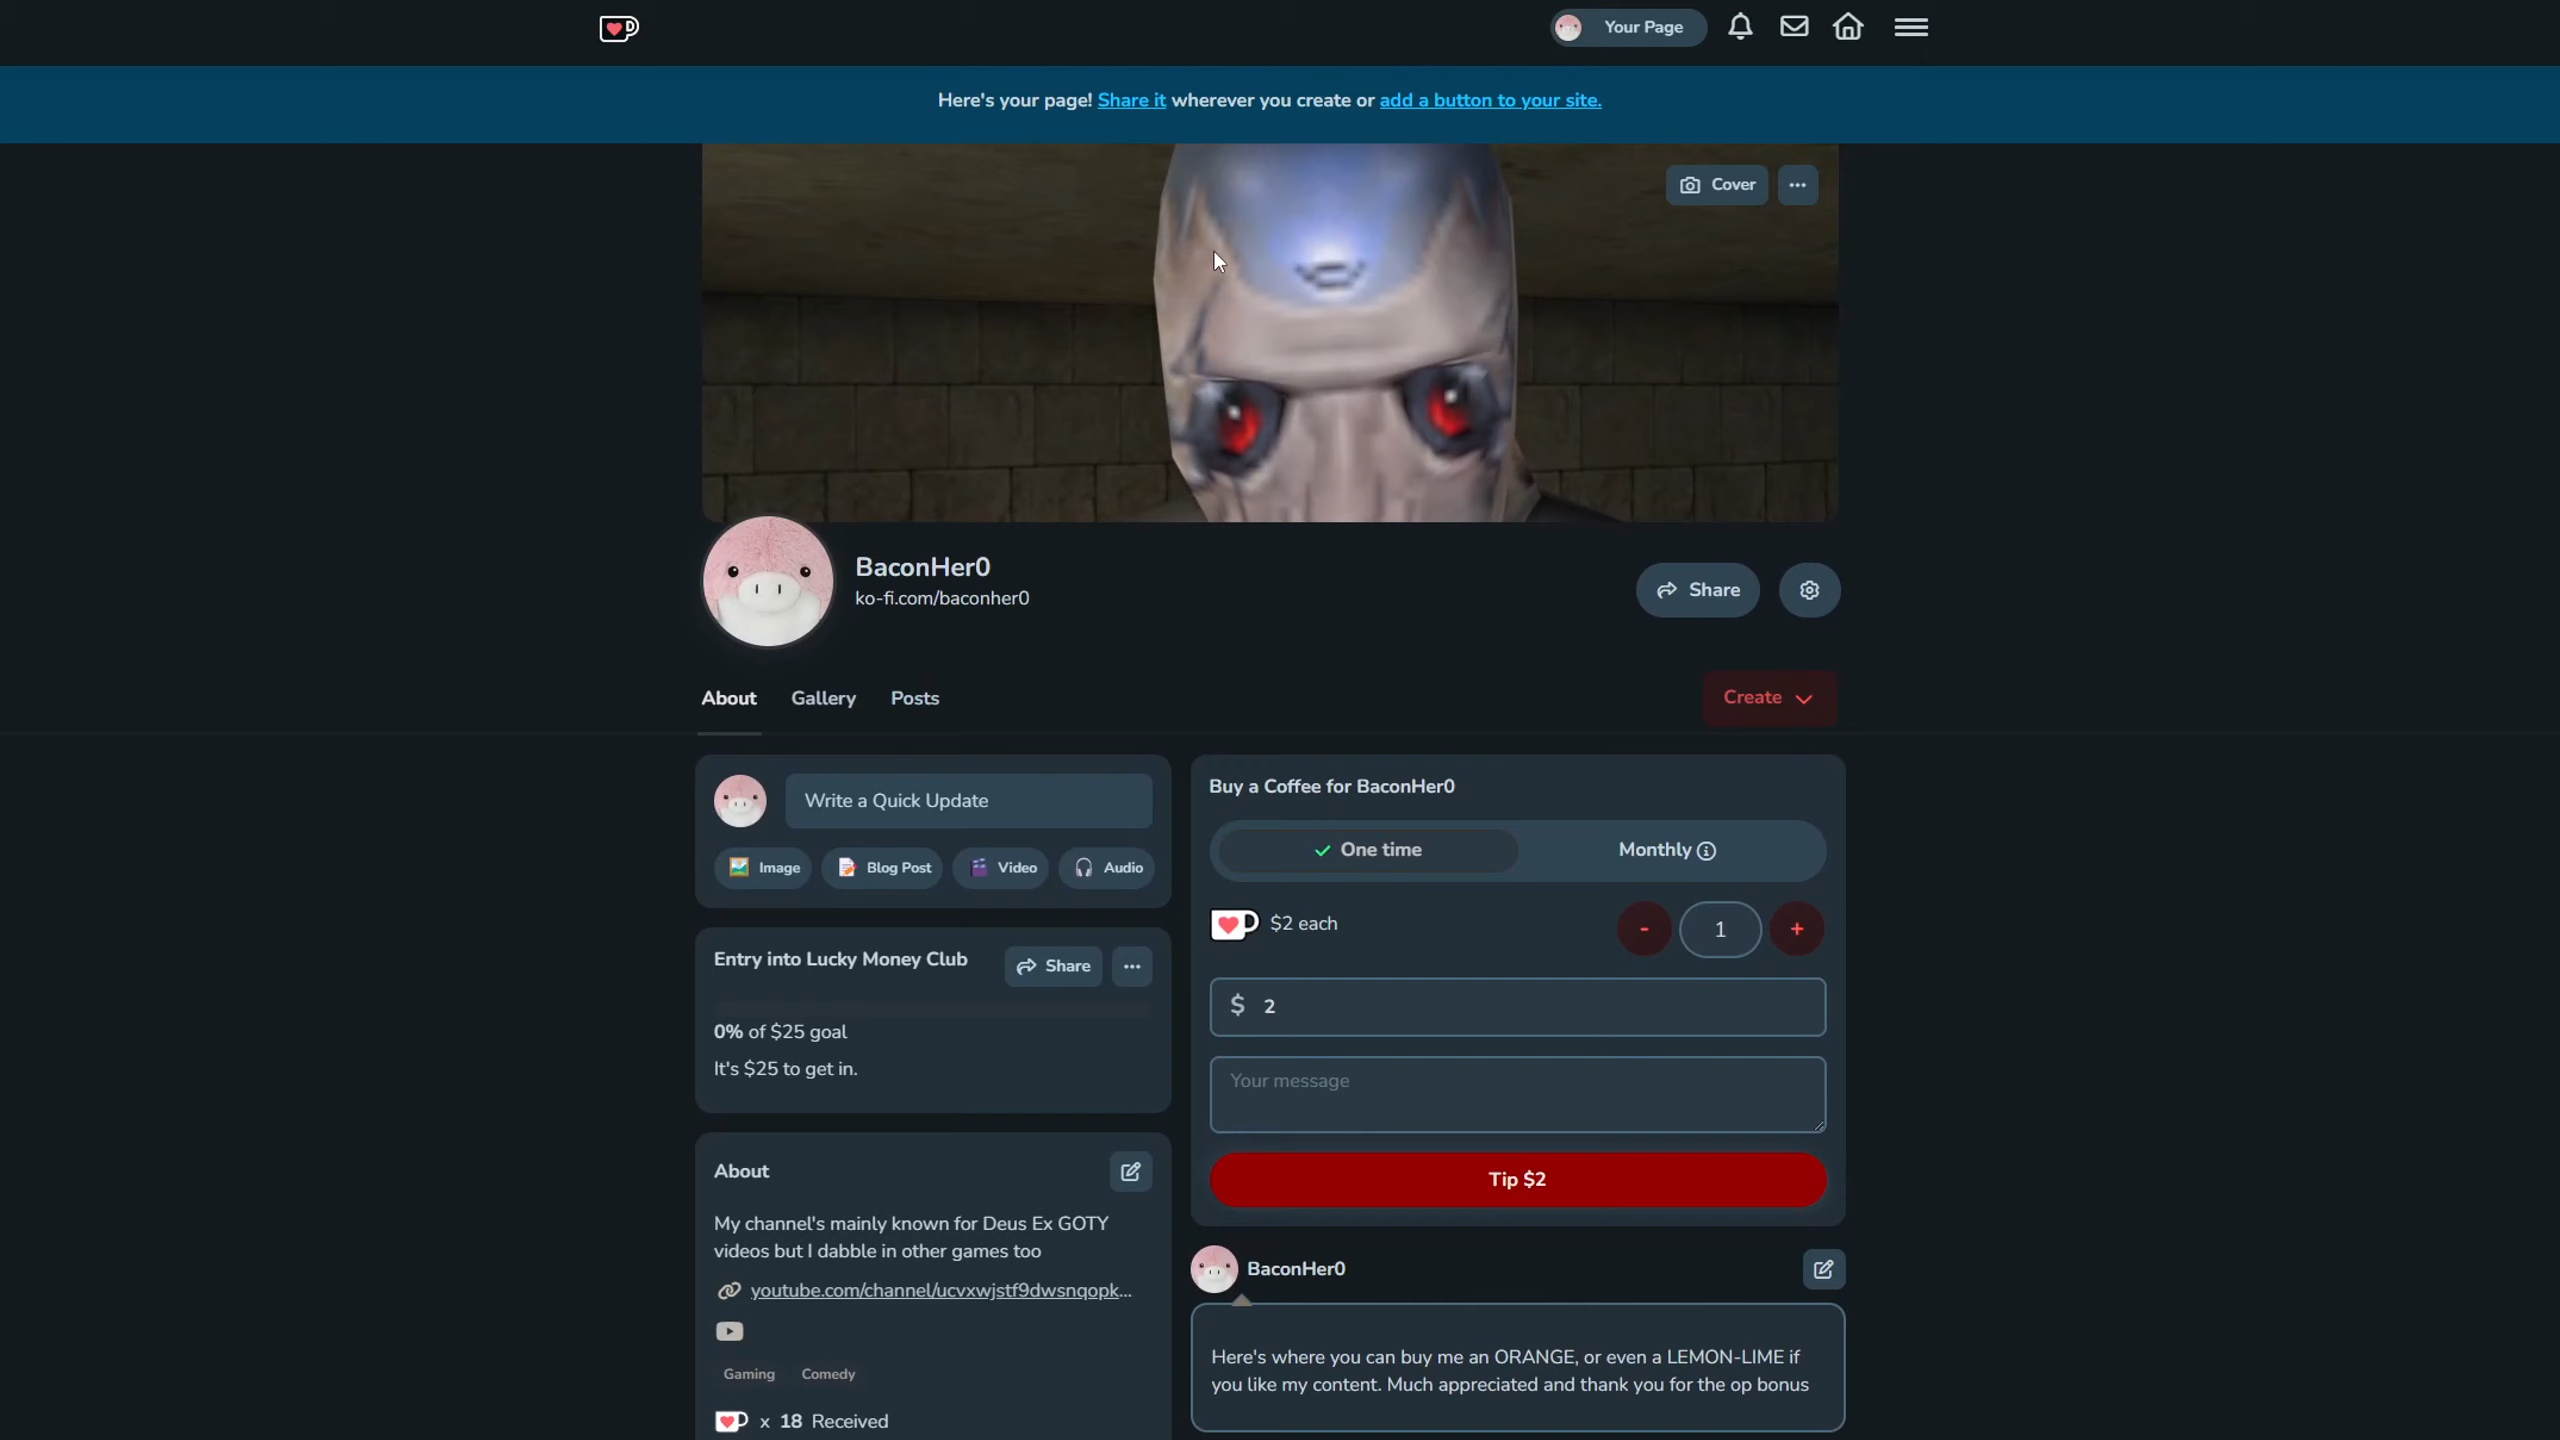 Your Page
Here's your page! Share it wherever you create or add a button to your site.
Cover
BaconHer0
ko-fi.com/baconher0
Share
About
Gallery
Posts
Create
Write a Quick Update
Image
Blog Post
Video
Audio
Entry into Lucky Money Club
Share
0% of $25 goal
It's $25 to get in.
About
My channel's mainly known for Deus Ex GOTY
videos but I dabble in other games too
youtube.com/channel/ucvxwjstf9dwsnqopk...
Gaming
Comedy
x 18 Received
Buy a Coffee for BaconHer0
One time
Monthly
$2 each
-
1
+
$ 2
Your message
Tip $2
BaconHer0
Here's where you can buy me an ORANGE, or even a LEMON-LIME if
you like my content. Much appreciated and thank you for the op bonus